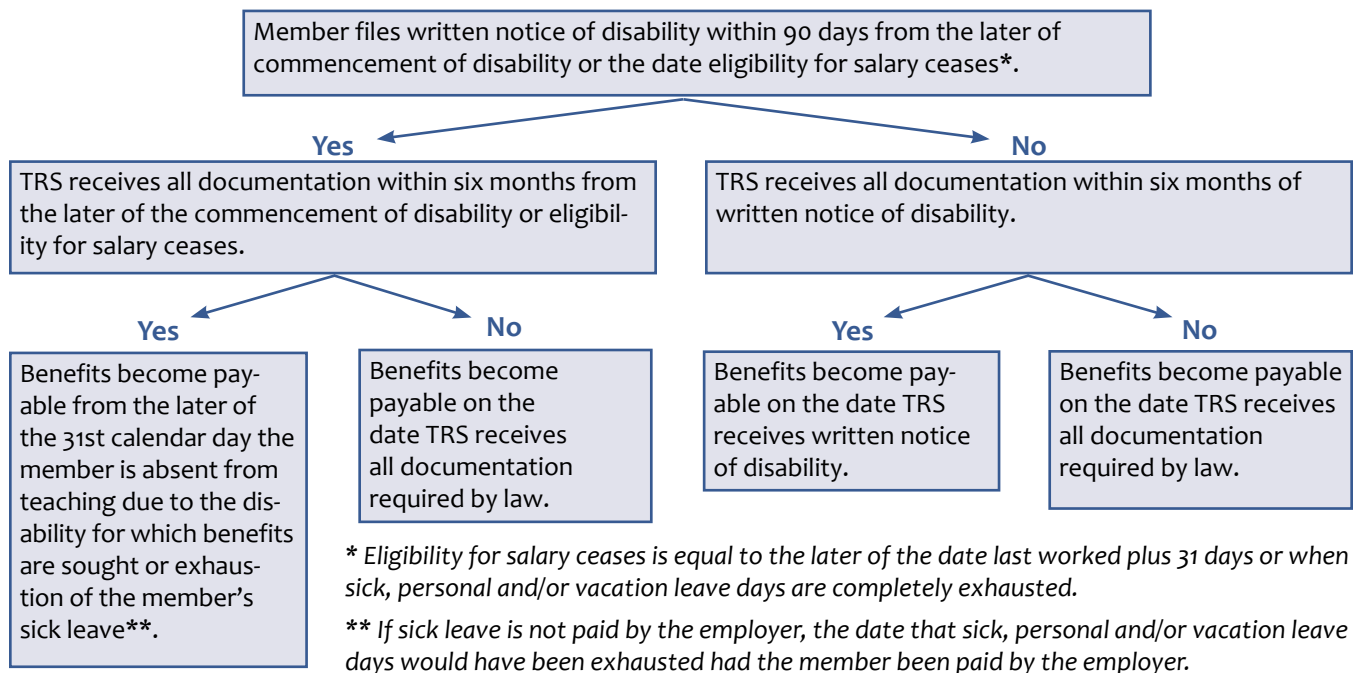 Member files written notice of disability within 90 days from the later of
commencement of disability or the date eligibility for salary ceases*.
Yes
No
TRS receives all documentation within six months from
the later of the commencement of disability or eligibil-
ity for salary ceases.
TRS receives all documentation within six months of
written notice of disability.
Yes
No
Yes
No
Benefits become pay-
able from the later of
the 31st calendar day the
member is absent from
teaching due to the dis-
ability for which benefits
are sought or exhaus-
tion of the member's
sick leave**.
Benefits become
payable on the
date TRS receives
all documentation
required by law.
Benefits become pay-
able on the date TRS
receives written notice
of disability.
Benefits become payable
on the date TRS receives
all documentation
required by law.
* Eligibility for salary ceases is equal to the later of the date last worked plus 31 days or when
sick, personal and/or vacation leave days are completely exhausted.
** If sick leave is not paid by the employer, the date that sick, personal and/or vacation leave
days would have been exhausted had the member been paid by the employer.